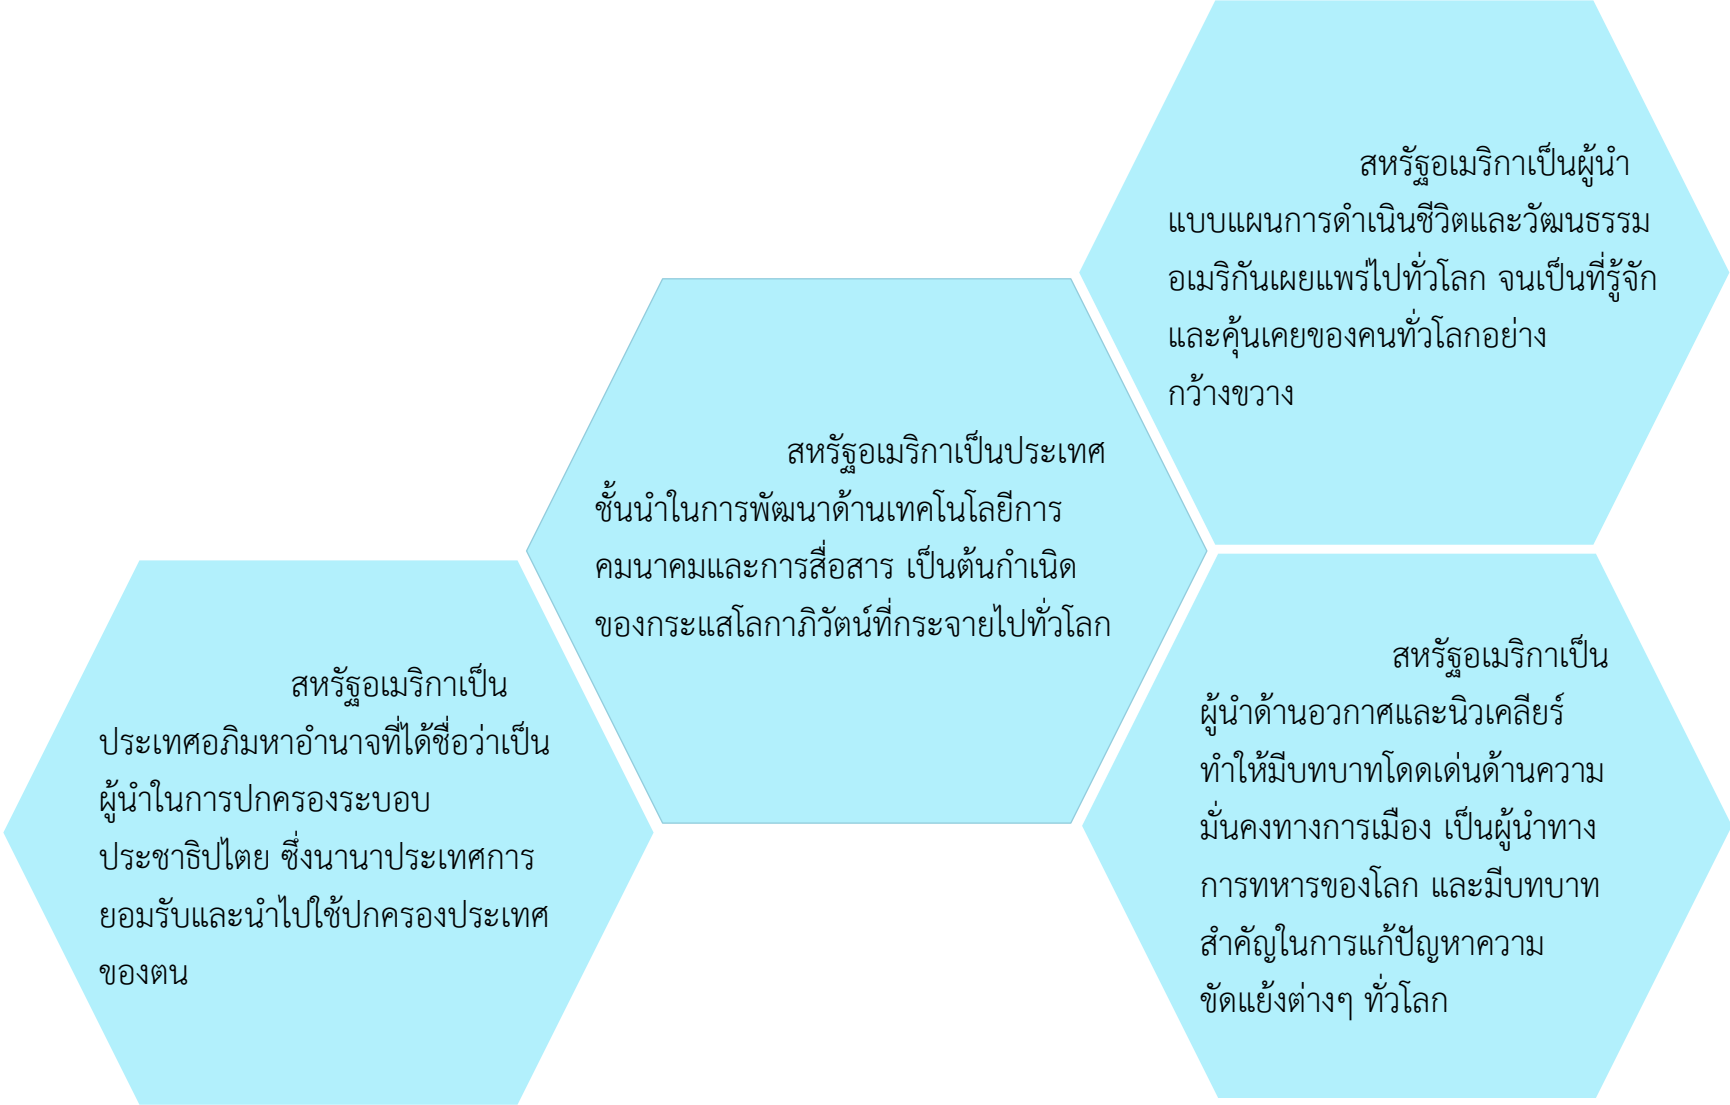 สหรัฐอเมริกาเป็นผู้นำ
แบบแผนการดำเนินชีวิตและวัฒนธรรม
อเมริกันเผยแพร่ไปทั่วโลก จนเป็นที่รู้จัก
และคุ้นเคยของคนทั่วโลกอย่าง
กว้างขวาง
สหรัฐอเมริกาเป็นประเทศ
ชั้นนำในการพัฒนาด้านเทคโนโลยีการ
คมนาคมและการสื่อสาร เป็นต้นกำเนิด
ของกระแสโลกาภิวัตน์ที่กระจายไปทั่วโลก
สหรัฐอเมริกาเป็น
ประเทศอภิมหาอำนาจที่ได้ชื่อว่าเป็น
ผู้นำในการปกครองระบอบ
ประชาธิปไตย ซึ่งนานาประเทศการ
ยอมรับและนำไปใช้ปกครองประเทศ
ของตน
สหรัฐอเมริกาเป็น
ผู้นำด้านอวกาศและนิวเคลียร์
ทำให้มีบทบาทโดดเด่นด้านความ
มั่นคงทางการเมือง เป็นผู้นำทาง
การทหารของโลก และมีบทบาท
สำคัญในการแก้ปัญหาความ
ขัดแย้งต่างๆ ทั่วโลก